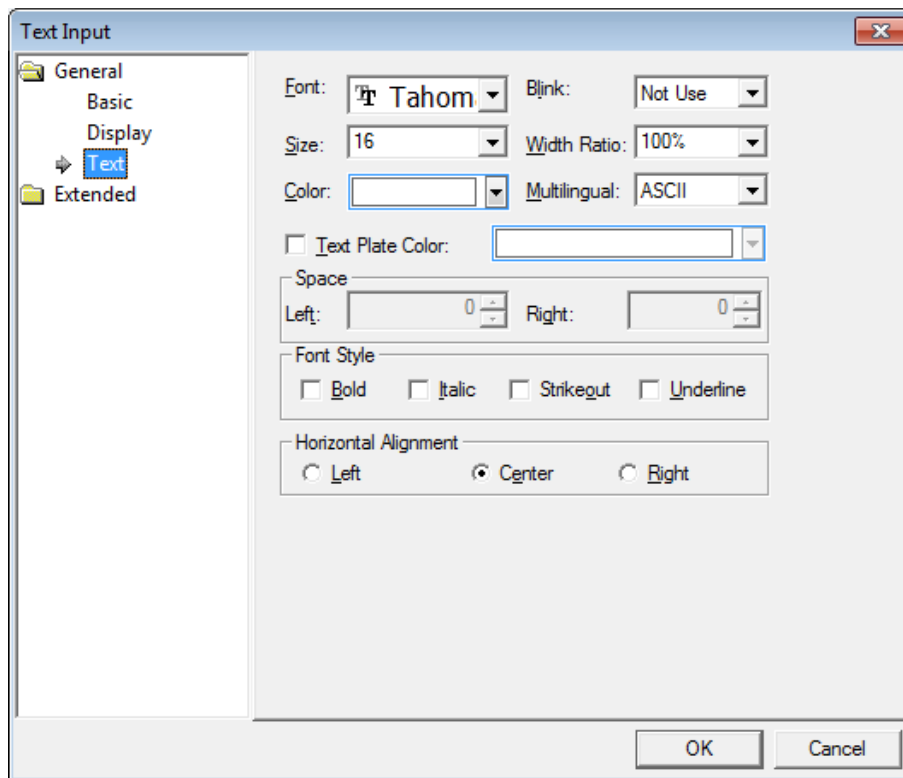 Text Input
General
Basic
Display
Text
Extended
Font: Tahom Blink: Not Use
Size: 16 Width Ratio: 100%
Color: Multilingual: ASCII
Text Plate Color:
Space
Left: 0 Right: 0
Font Style
Bold Italic Strikeout Underline
Horizontal Alignment
Left Center Right
OK Cancel